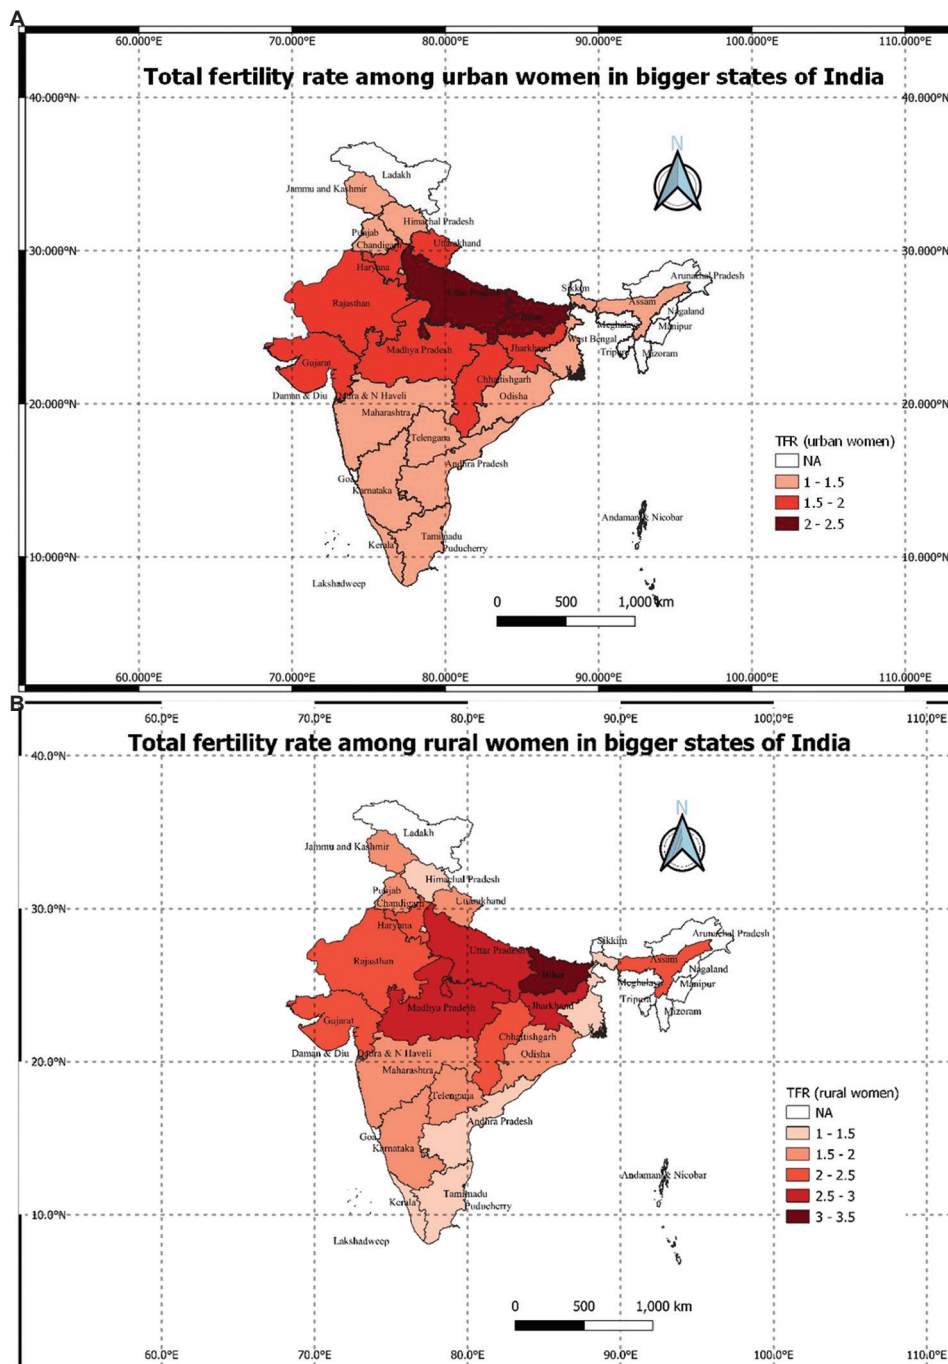 A
60.000°E 70.000°E 80.000°E 90.000°E 100.000°E 110.000°E
Total fertility rate among urban women in bigger states of India
40.000°N 40.000°N
N
Ladakh
Jammu and Kashmir
Himachal Pradesh
Punjab
Chandigarh
Uttarakhand
30.000°N 30.000°N
Haryana
Arunachal Pradesh
Uttar Pradesh
Sikkim
Rajasthan
Assam
Nagaland
Bihar
Meghalaya
Manipur
West Bengal
Madhya Pradesh
Jharkhand
Tripura
Mizoram
Gujarat
Chhattishgarh
Daman & Diu
Dadra & N Haveli
Odisha
20.000°N 20.000°N
Maharashtra
Telengana
TFR (urban women)
NA
Andhra Pradesh
Goa
1 - 1.5
Karnataka
1.5 - 2
Andaman & Nicobar
2 - 2.5
Tamilnadu
Kerala
Puducherry
10.000°N 10.000°N
Lakshadweep
0 500 1,000 km
60.000°E 70.000°E 80.000°E 90.000°E 100.000°E 110.000°E
B
60.0°E 70.0°E 80.0°E 90.0°E 100.0°E 110.0°E
Total fertility rate among rural women in bigger states of India
40.0°N
N
Ladakh
Jammu and Kashmir
Himachal Pradesh
Punjab
Chandigarh
Uttarakhand
30.0°N
Haryana
Arunachal Pradesh
Sikkim
Uttar Pradesh
Rajasthan
Assam
Nagaland
Bihar
Meghalaya
Manipur
Tripura
Madhya Pradesh
Jharkhand
Mizoram
Gujarat
Chhattishgarh
Daman & Diu
Dadra & N Haveli
Odisha
20.0°N
Maharashtra
TFR (rural women)
Telengana
NA
Andhra Pradesh
1 - 1.5
Goa
Karnataka
1.5 - 2
2 - 2.5
Andaman & Nicobar
2.5 - 3
Tamilnadu
Kerala
Puducherry
3 - 3.5
10.0°N
Lakshadweep
0 500 1,000 km
60.0°E 70.0°E 80.0°E 90.0°E 100.0°E 110.0°E